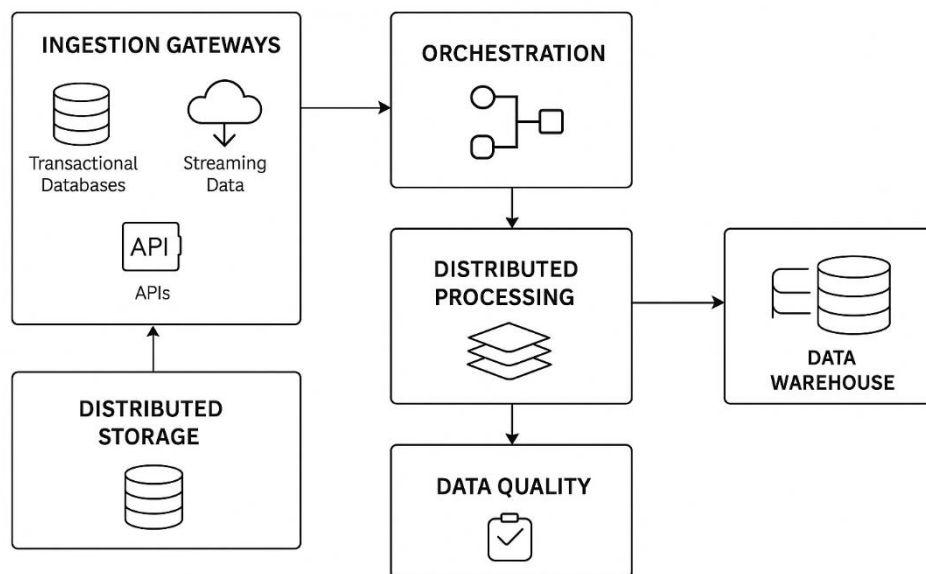 INGESTION GATEWAYS
Transactional
Databases
Streaming
Data
API
APIs
ORCHESTRATION
DISTRIBUTED
PROCESSING
DATA
WAREHOUSE
DISTRIBUTED
STORAGE
DATA QUALITY